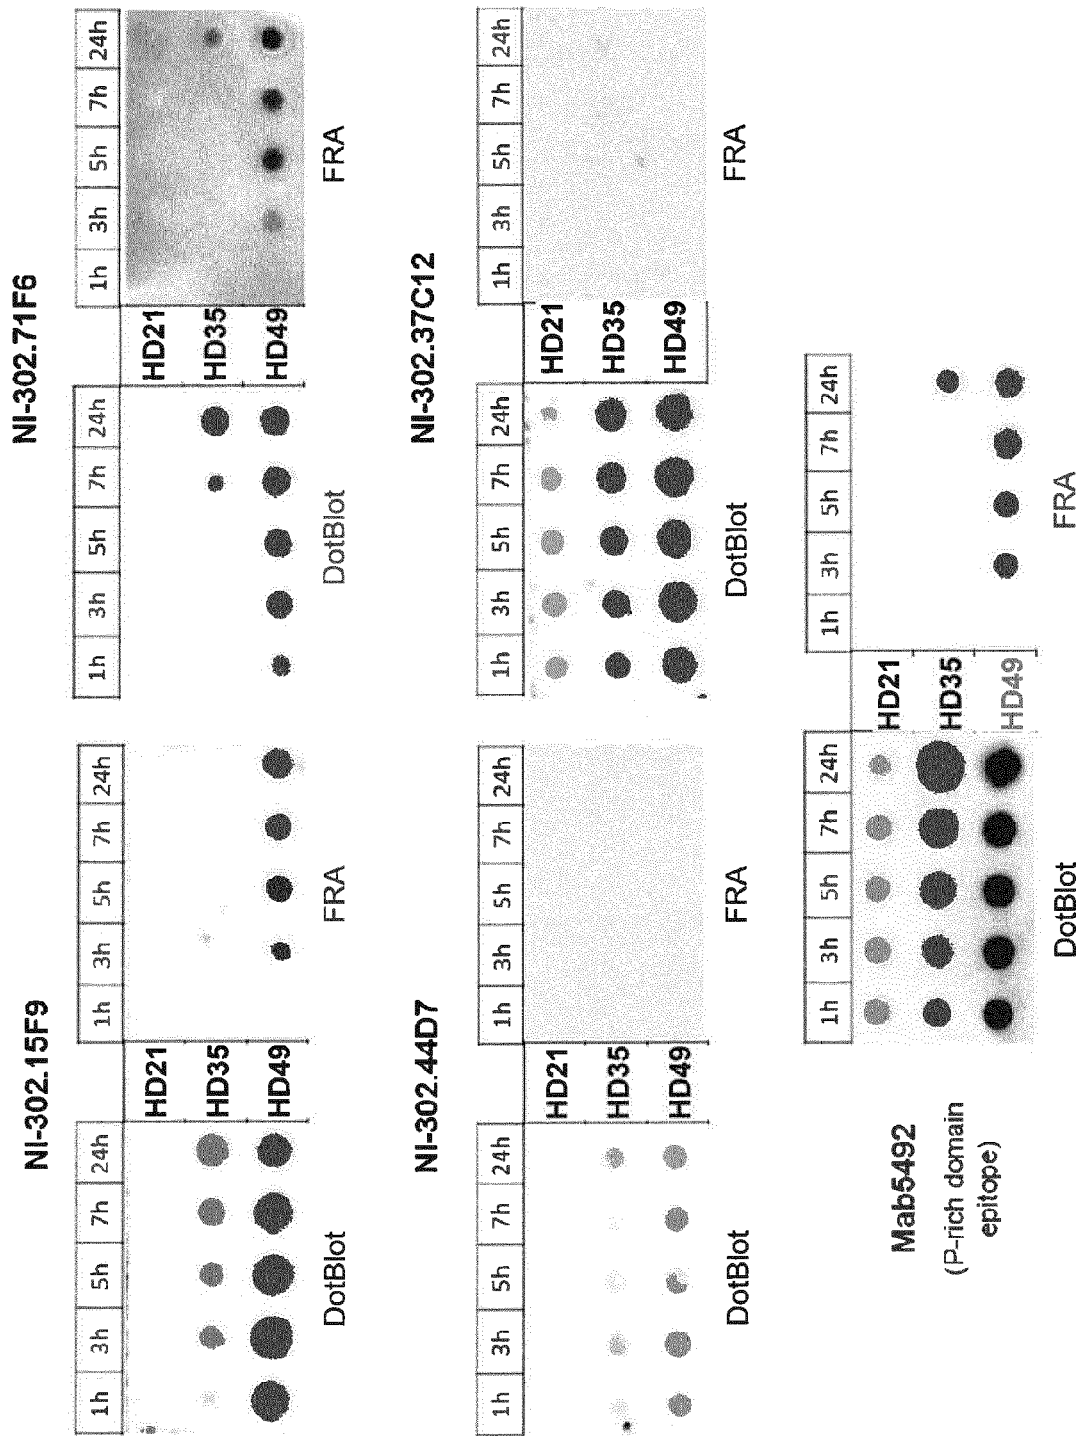 NI-302.15F9
1h 3h 5h 7h 24h
1h 3h 5h 7h 24h
HD21
HD35
HD49
DotBlot
FRA
NI-302.71F6
1h 3h 5h 7h 24h
1h 3h 5h 7h 24h
HD21
HD35
HD49
DotBlot
FRA
NI-302.44D7
1h 3h 5h 7h 24h
1h 3h 5h 7h 24h
HD21
HD35
HD49
DotBlot
FRA
NI-302.37C12
1h 3h 5h 7h 24h
1h 3h 5h 7h 24h
HD21
HD35
HD49
DotBlot
FRA
Mab5492
(P-rich domain
epitope)
1h 3h 5h 7h 24h
1h 3h 5h 7h 24h
HD21
HD35
HD49
DotBlot
FRA